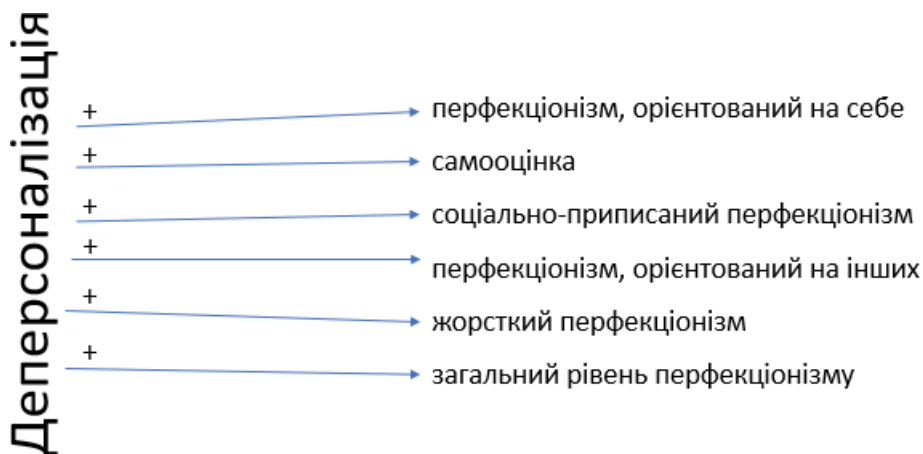 Деперсоналізація
+
перфекціонізм, орієнтований на себе
+
самооцінка
+
соціально-приписаний перфекціонізм
+
перфекціонізм, орієнтований на інших
+
жорсткий перфекціонізм
+
загальний рівень перфекціонізму